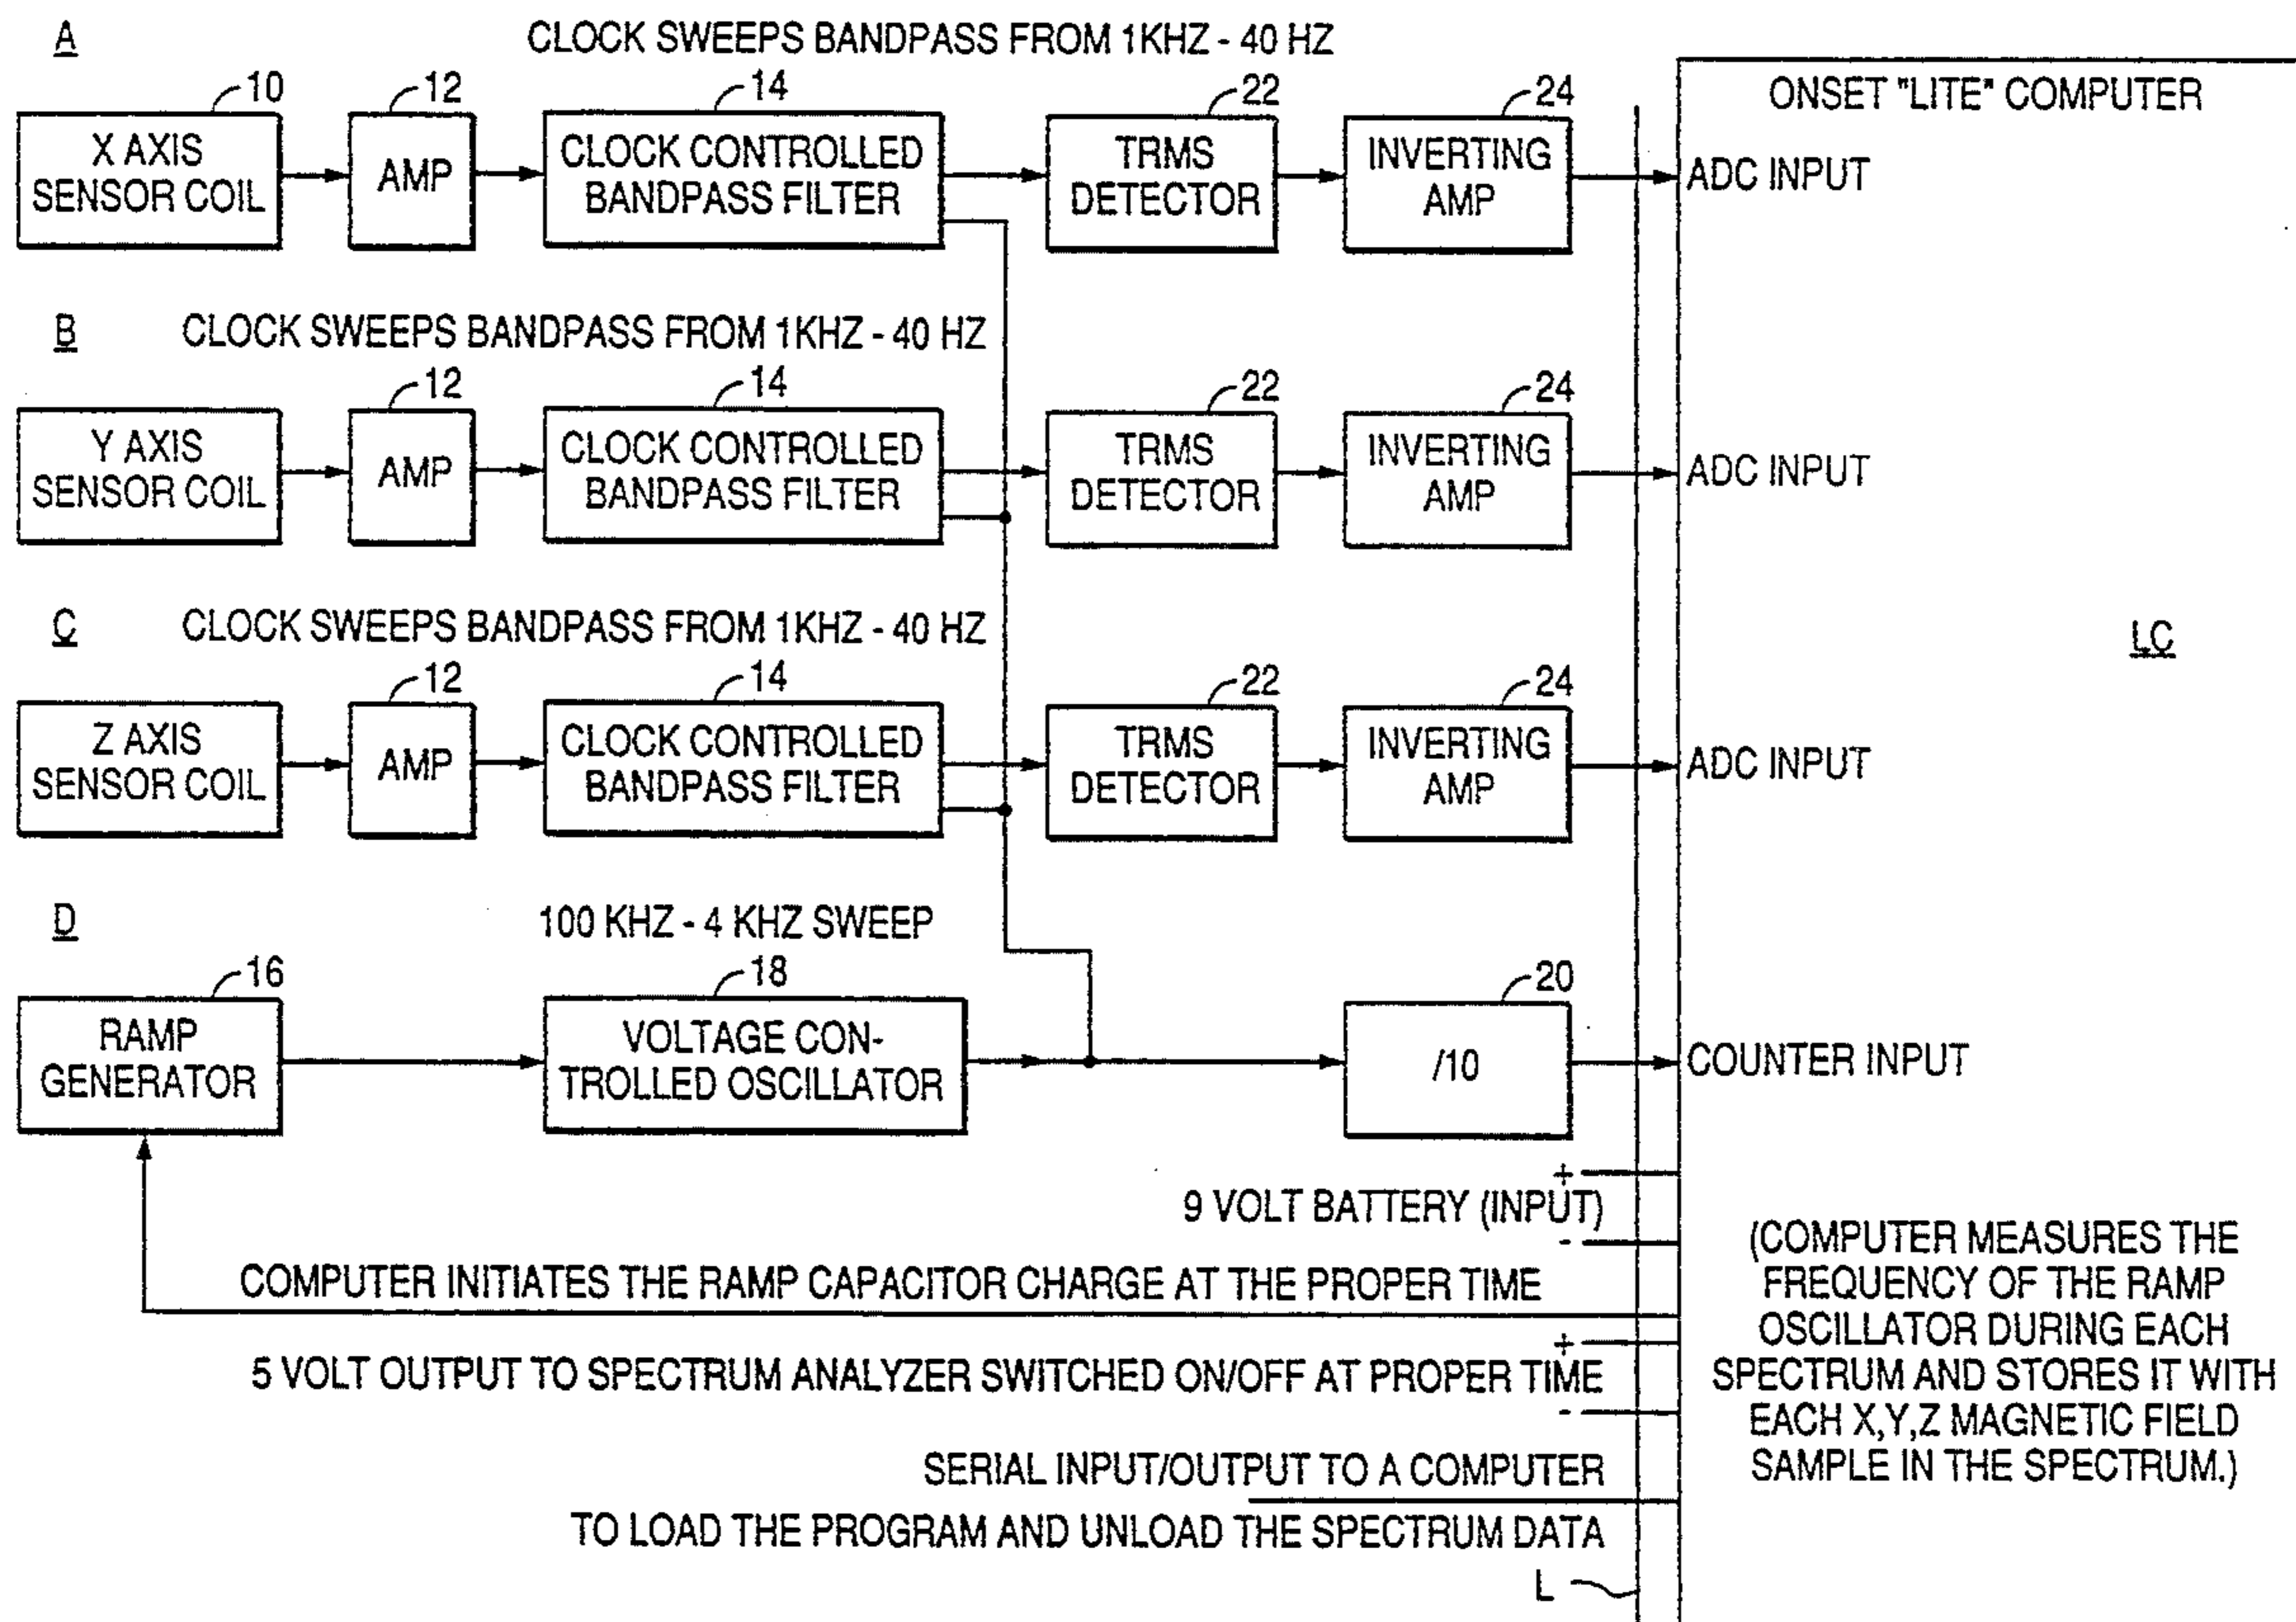 A
CLOCK SWEEPS BANDPASS FROM 1KHZ - 40 HZ
10
12
14
22
24
ONSET "LITE" COMPUTER
X AXIS
SENSOR COIL
AMP
CLOCK CONTROLLED
BANDPASS FILTER
TRMS
DETECTOR
INVERTING
AMP
ADC INPUT
B
CLOCK SWEEPS BANDPASS FROM 1KHZ - 40 HZ
12
14
22
24
Y AXIS
SENSOR COIL
AMP
CLOCK CONTROLLED
BANDPASS FILTER
TRMS
DETECTOR
INVERTING
AMP
ADC INPUT
C
CLOCK SWEEPS BANDPASS FROM 1KHZ - 40 HZ
LC
12
14
22
24
Z AXIS
SENSOR COIL
AMP
CLOCK CONTROLLED
BANDPASS FILTER
TRMS
DETECTOR
INVERTING
AMP
ADC INPUT
D
100 KHZ - 4 KHZ SWEEP
16
18
20
RAMP
GENERATOR
VOLTAGE CON-
TROLLED OSCILLATOR
/10
COUNTER INPUT
+
9 VOLT BATTERY (INPUT)
-
COMPUTER INITIATES THE RAMP CAPACITOR CHARGE AT THE PROPER TIME
+
5 VOLT OUTPUT TO SPECTRUM ANALYZER SWITCHED ON/OFF AT PROPER TIME
-
SERIAL INPUT/OUTPUT TO A COMPUTER
TO LOAD THE PROGRAM AND UNLOAD THE SPECTRUM DATA
L
(COMPUTER MEASURES THE
FREQUENCY OF THE RAMP
OSCILLATOR DURING EACH
SPECTRUM AND STORES IT WITH
EACH X,Y,Z MAGNETIC FIELD
SAMPLE IN THE SPECTRUM.)